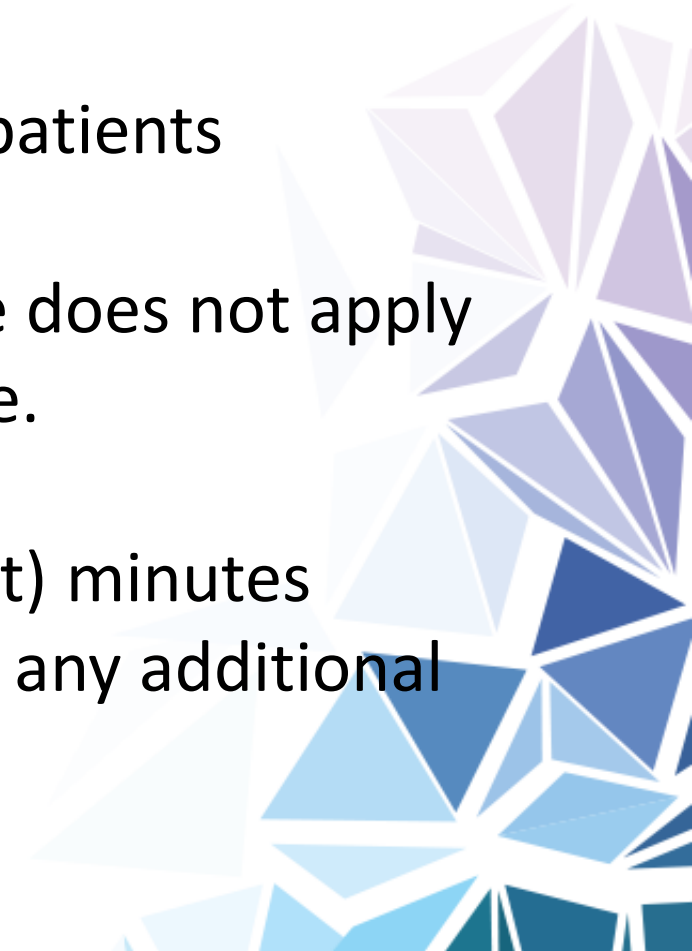 patients
e does not apply
e.
t) minutes
any additional